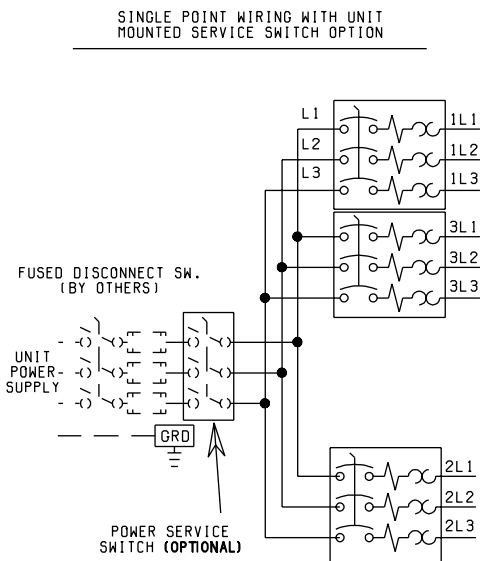 SINGLE POINT WIRING WITH UNIT
MOUNTED SERVICE SWITCH OPTION
L1
1L1
L2
1L2
L3
1L3
3L1
3L2
3L3
FUSED DISCONNECT SW.
(BY OTHERS)
UNIT
POWER
SUPPLY
GRD
2L1
2L2
2L3
POWER SERVICE
SWITCH (OPTIONAL)